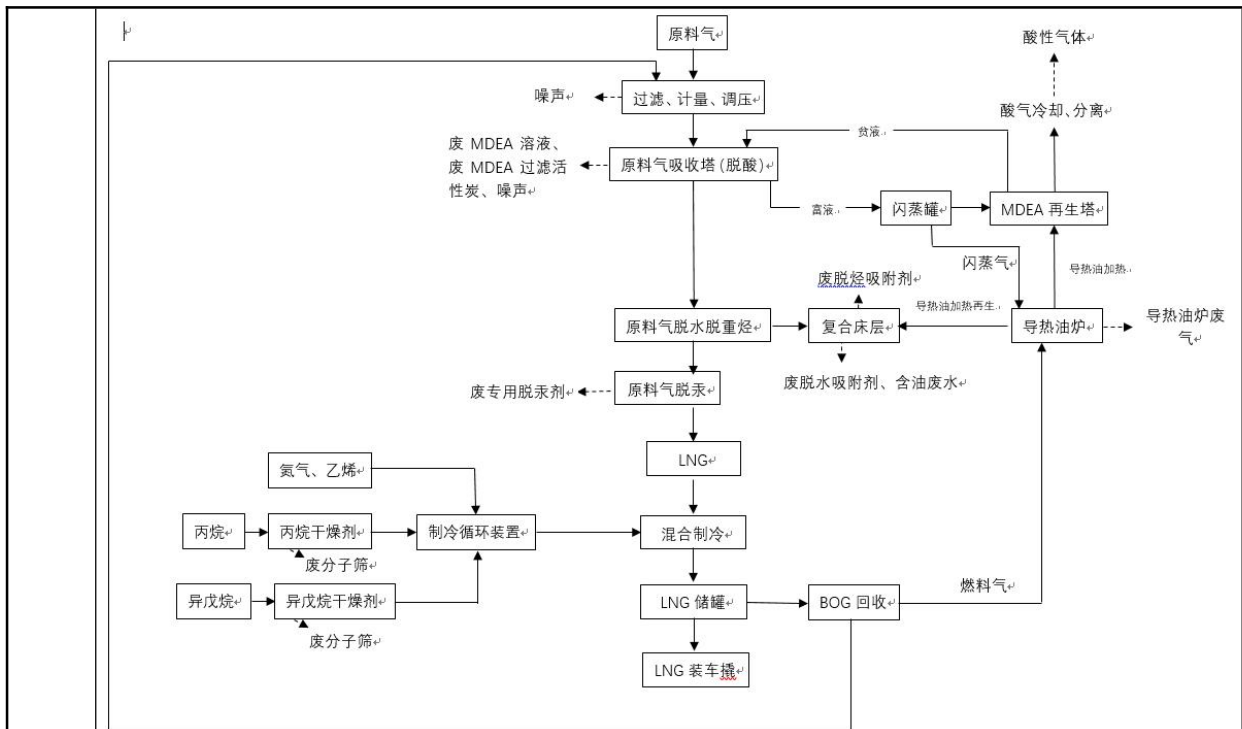 原料气
酸性气体
噪声
过滤、计量、调压
酸气冷却、分离
贫液
废 MDEA 溶液、
废 MDEA 过滤活
性炭、噪声
原料气吸收塔（脱酸）
富液
闪蒸罐
MDEA 再生塔
闪蒸气
导热油加热
废脱烃吸附剂
导热油加热再生
原料气脱水脱重烃
复合床层
导热油炉
导热油炉废
气
废脱水吸附剂、含油废水
废专用脱汞剂
原料气脱汞
LNG
氮气、乙烯
丙烷
丙烷干燥剂
制冷循环装置
混合制冷
废分子筛
异戊烷
异戊烷干燥剂
LNG 储罐
BOG 回收
燃料气
废分子筛
LNG 装车撬